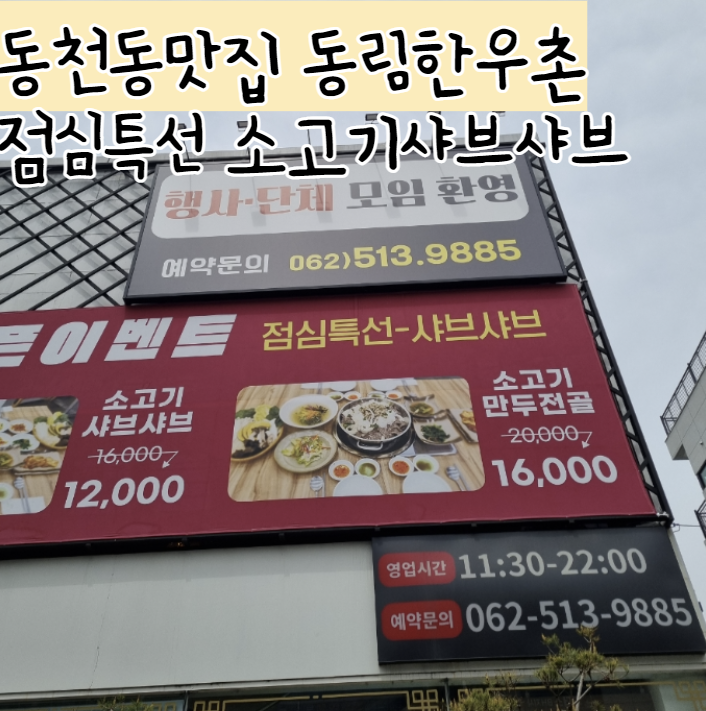 동천동맛집 동림한우촌
점심특선 소고기샤브샤브
행사·단체 모임 환영
예약문의 062)513.9885
픈이벤트 점심특선-샤브샤브
소고기
샤브샤브
16,000
12,000
소고기
만두전골
20,000
16,000
영업시간 11:30-22:00
예약문의 062-513-9885